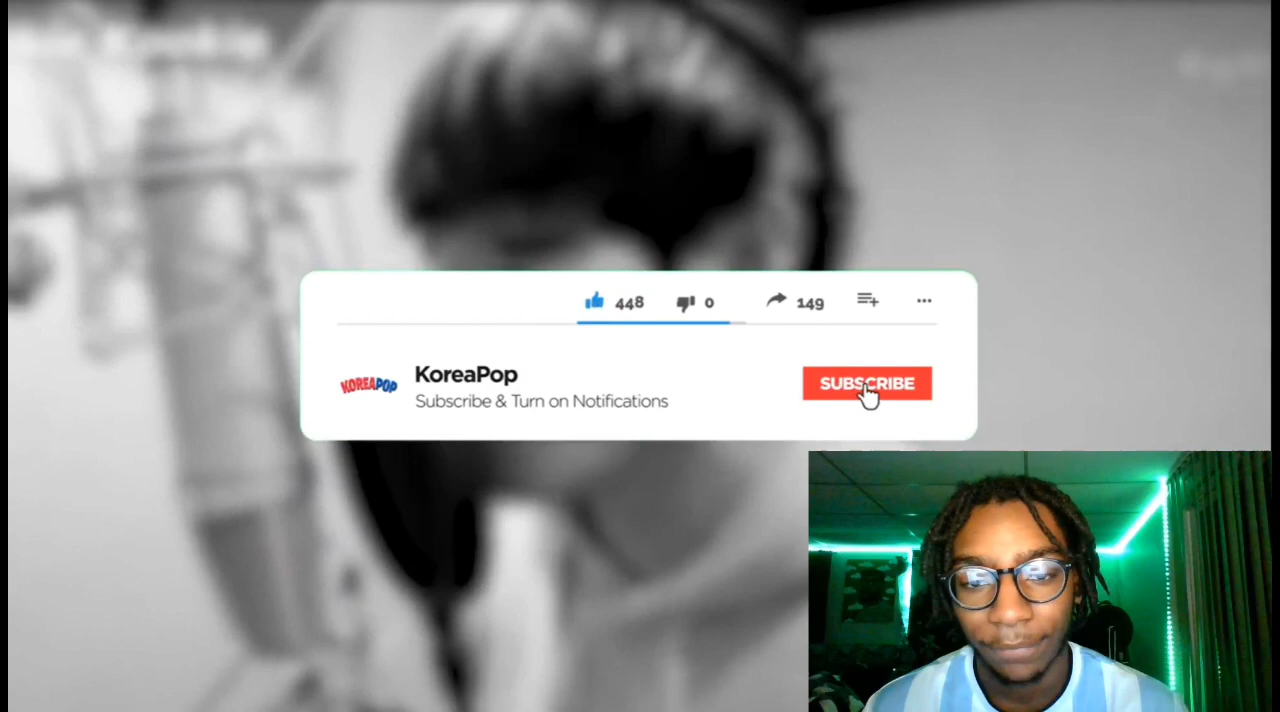 448 0 149
KOREAPOP
KoreaPop
Subscribe & Turn on Notifications
SUBSCRIBE